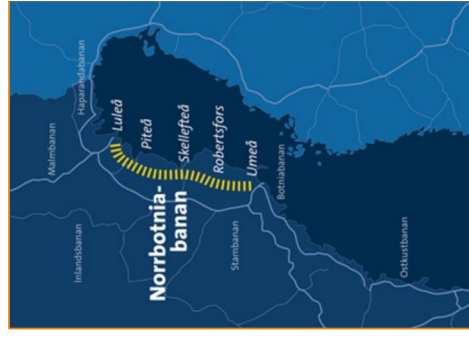 Malmbanan
Haparandabanan
Inlandsbanan
Luleå
Piteå
Skellefteå
Robertsfors
Umeå
Norrbotnia-
banan
Stambanan
Botniabanan
Ostkustbanan